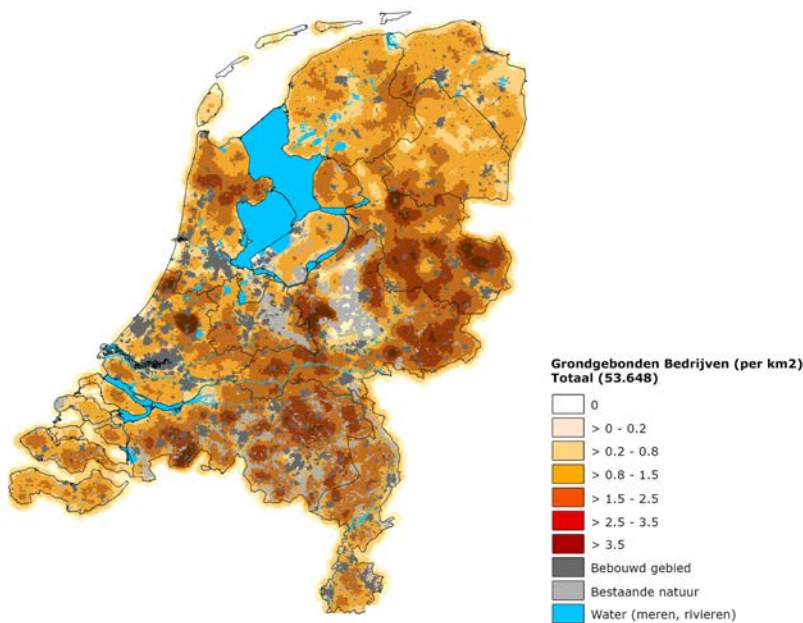 Grondgebonden Bedrijven (per km2)
Totaal (53.648)
0
> 0 - 0.2
> 0.2 - 0.8
> 0.8 - 1.5
> 1.5 - 2.5
> 2.5 - 3.5
> 3.5
Bebouwd gebied
Bestaande natuur
Water (meren, rivieren)